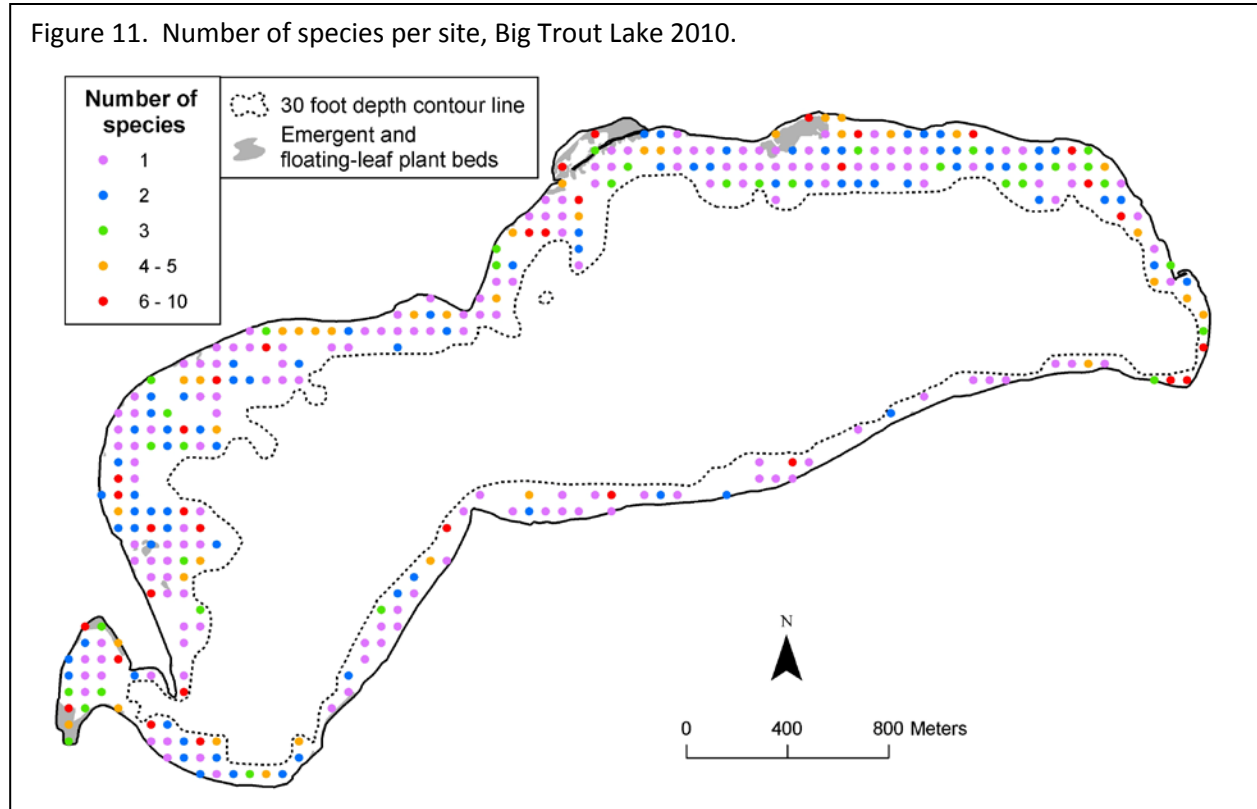 Figure 11.  Number of species per site, Big Trout Lake 2010.
Number of
species
1
2
3
4 - 5
6 - 10
30 foot depth contour line
Emergent and
floating-leaf plant beds
N
0 400 800 Meters